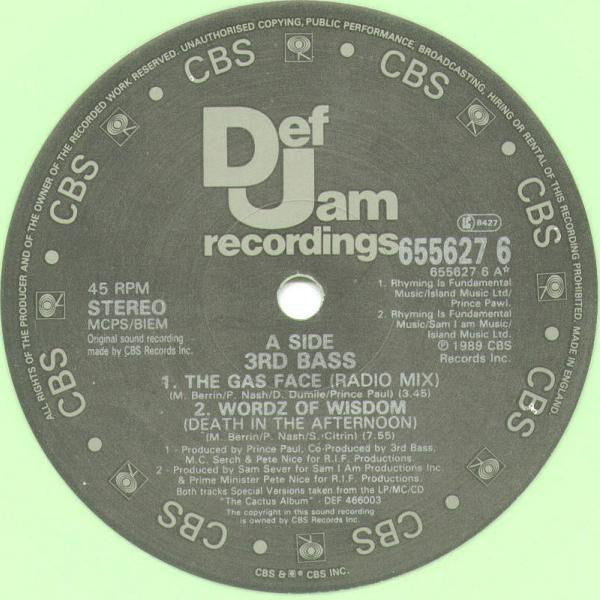 ALL RIGHTS OF THE PRODUCER AND OF THE OWNER OF THE RECORDED WORK RESERVED. UNAUTHORISED COPYING, PUBLIC PERFORMANCE, BROADCASTING, HIRING OR RENTAL OF THIS RECORDING PROHIBITED. MADE IN ENGLAND.
CBS
CBS
CBS
CBS
CBS
CBS
CBS
CBS
CBS
CBS
Def
Jam
recordings
8427
655627 6
655627 6 A*
1. Rhyming Is Fundamental
Music/Island Music Ltd/
Prince Pawl.
2. Rhyming Is Fundamental
Music/Sam I am Music/
Island Music Ltd.
℗ 1989 CBS
Records Inc.
45 RPM
STEREO
MCPS/BIEM
Original sound recording
made by CBS Records Inc.
A SIDE
3RD BASS
1. THE GAS FACE (RADIO MIX)
(M. Berrin/P. Nash/D. Dumile/Prince Paul) (3.45)
2. WORDZ OF WISDOM
(DEATH IN THE AFTERNOON)
(M. Berrin/P. Nash/S. Citrin) (7.55)
1 - Produced by Prince Paul, Co-Produced by 3rd Bass,
M.C. Serch & Pete Nice for R.I.F. Productions.
2 - Produced by Sam Sever for Sam I Am Productions Inc.
& Prime Minister Pete Nice for R.I.F. Productions.
Both tracks Special Versions taken from the LP/MC/CD
"The Cactus Album" - DEF 466003
The copyright in this sound recording
is owned by CBS Records Inc.
CBS & ® CBS INC.